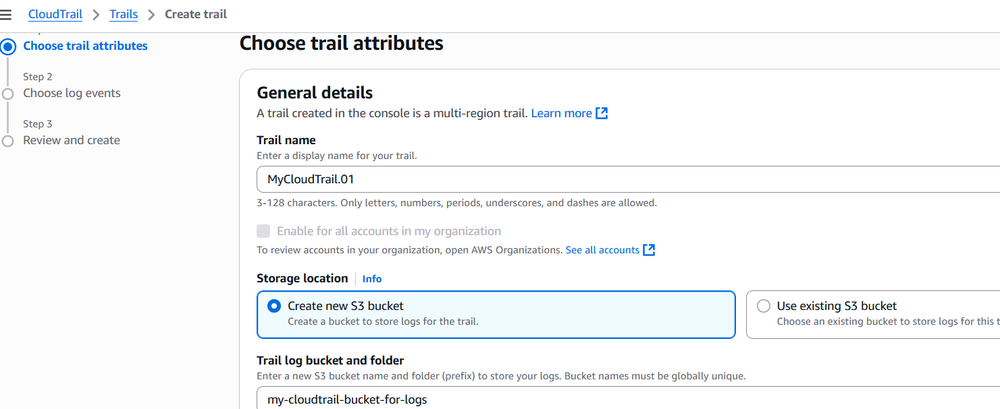 CloudTrail > Trails > Create trail
Choose trail attributes
Step 2
Choose log events
Step 3
Review and create
Choose trail attributes
General details
A trail created in the console is a multi-region trail. Learn more
Trail name
Enter a display name for your trail.
MyCloudTrail.01
3-128 characters. Only letters, numbers, periods, underscores, and dashes are allowed.
Enable for all accounts in my organization
To review accounts in your organization, open AWS Organizations. See all accounts
Storage location Info
Create new S3 bucket
Create a bucket to store logs for the trail.
Use existing S3 bucket
Choose an existing bucket to store logs for this t
Trail log bucket and folder
Enter a new S3 bucket name and folder (prefix) to store your logs. Bucket names must be globally unique.
my-cloudtrail-bucket-for-logs